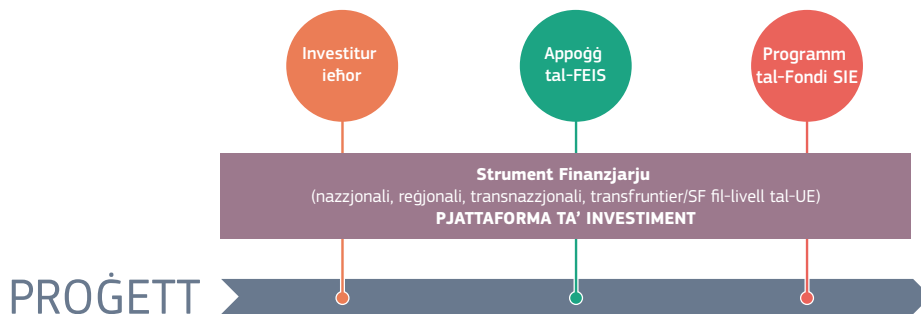 Investitur
ieħor
Appoġġ
tal-FEIS
Programm
tal-Fondi SIE
Strument Finanzjarju
(nazzjonali, reġjonali, transnazzjonali, transfruntier/SF fil-livell tal-UE)
PJATTAFORMA TA’ INVESTIMENT
PROĠETT